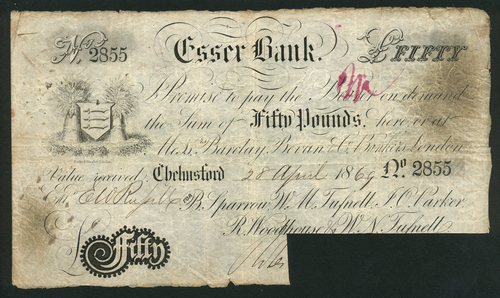 No. 2855 Essex Bank. £FIFTY
I Promise to pay the Bearer on demand
the Sum of Fifty Pounds, here or at
Mess.rs Barclay, Bevan & Co. Bankers London
Value received, Chelmsford 28 April 1869 No. 2855
Ent.
B. Sparrow W. M. Tufnell, J. O. Parker,
R. Woodhouse & W. N. Tufnell
£ Fifty